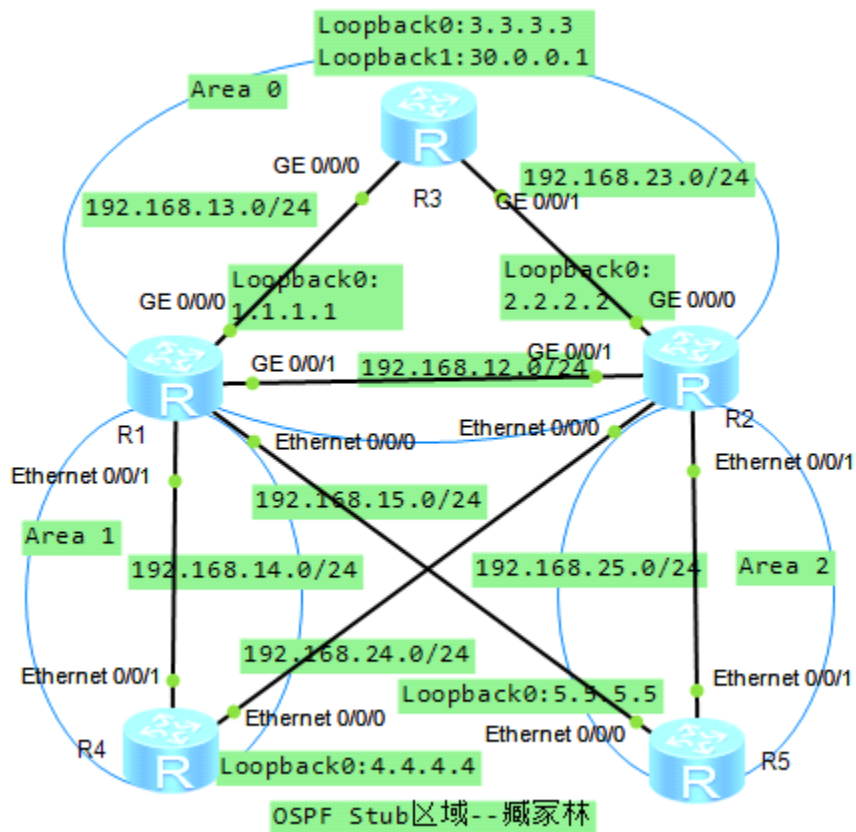 Loopback0:3.3.3.3
Loopback1:30.0.0.1
Area 0
R
GE 0/0/0
R3
192.168.23.0/24
GE 0/0/1
192.168.13.0/24
Loopback0:
1.1.1.1
Loopback0:
2.2.2.2
GE 0/0/0
GE 0/0/0
GE 0/0/1
192.168.12.0/24
GE 0/0/1
R
R1
R
R2
Ethernet 0/0/0
Ethernet 0/0/0
Ethernet 0/0/1
Ethernet 0/0/1
192.168.15.0/24
Area 1
192.168.14.0/24
192.168.25.0/24
Area 2
192.168.24.0/24
Ethernet 0/0/1
Ethernet 0/0/1
Loopback0:5.5.5.5
Ethernet 0/0/0
Ethernet 0/0/0
R4
R
Loopback0:4.4.4.4
R
R5
OSPF Stub区域--臧家林